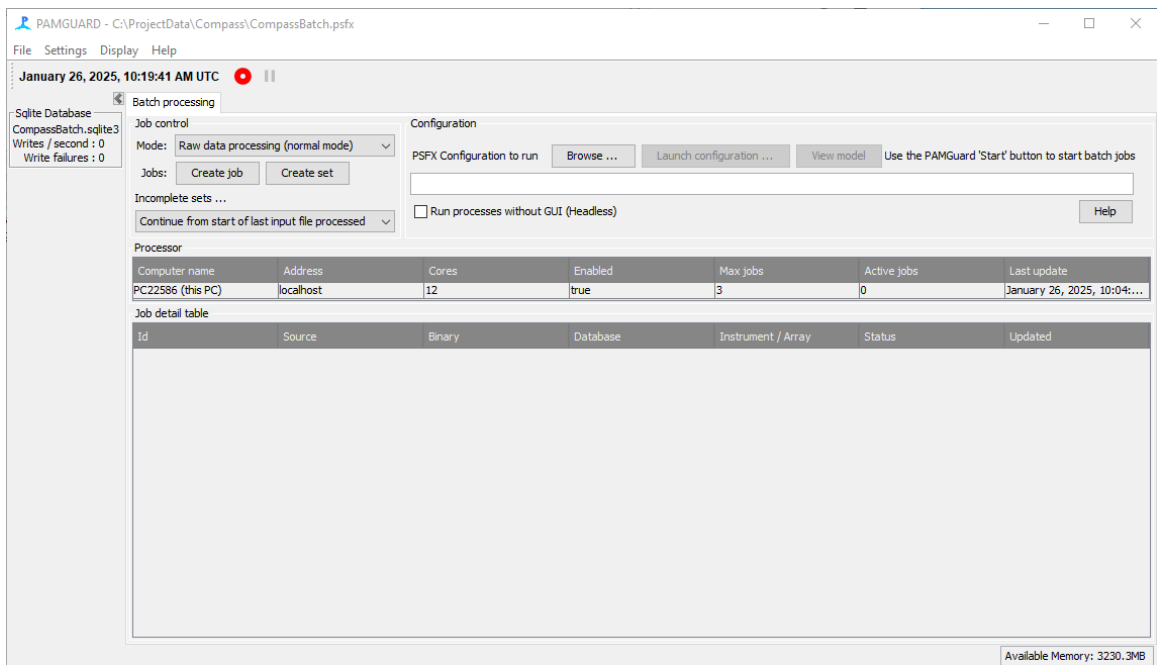 PAMGUARD - C:\ProjectData\Compass\CompassBatch.psfx
File Settings Display Help
January 26, 2025, 10:19:41 AM UTC
Sqlite Database
CompassBatch.sqlite3
Writes / second : 0
Write failures : 0
Batch processing
Job control
Mode: Raw data processing (normal mode)
Jobs: Create job Create set
Incomplete sets ...
Continue from start of last input file processed
Configuration
PSFX Configuration to run Browse ... Launch configuration ... View model Use the PAMGuard 'Start' button to start batch jobs
Run processes without GUI (Headless) Help
Processor
Computer name Address Cores Enabled Max jobs Active jobs Last update
PC22586 (this PC) localhost 12 true 3 0 January 26, 2025, 10:04:...
Job detail table
Id Source Binary Database Instrument / Array Status Updated
Available Memory: 3230.3MB